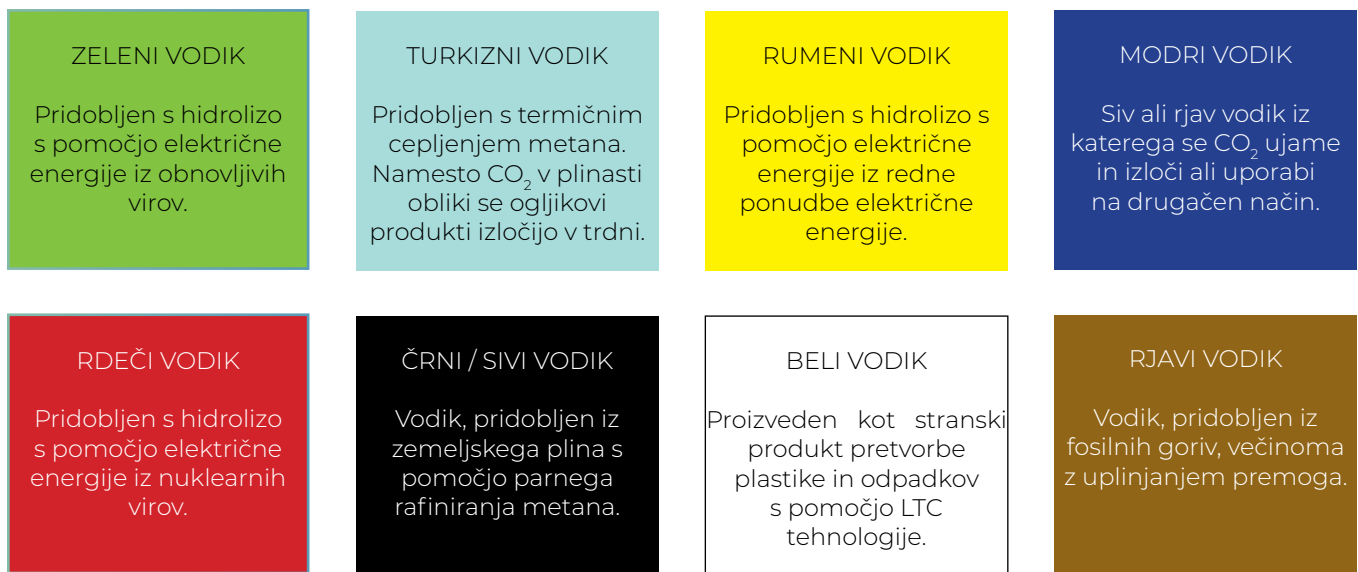 ZELENI VODIK
Pridobljen s hidrolizo
s pomočjo električne
energije iz obnovljivih
virov.
TURKIZNI VODIK
Pridobljen s termičnim
cepljenjem metana.
Namesto CO₂ v plinasti
obliki se ogljikovi
produkti izločijo v trdni.
RUMENI VODIK
Pridobljen s hidrolizo s
pomočjo električne
energije iz redne
ponudbe električne
energije.
MODRI VODIK
Siv ali rjav vodik iz
katerega se CO₂ ujame
in izloči ali uporabi
na drugačen način.
RDEČI VODIK
Pridobljen s hidrolizo
s pomočjo električne
energije iz nuklearnih
virov.
ČRNI / SIVI VODIK
Vodik, pridobljen iz
zemeljskega plina s
pomočjo parnega
rafiniranja metana.
BELI VODIK
Proizveden kot stranski
produkt pretvorbe
plastike in odpadkov
s pomočjo LTC
tehnologije.
RJAVI VODIK
Vodik, pridobljen iz
fosilnih goriv, večinoma
z uplinjanjem premoga.